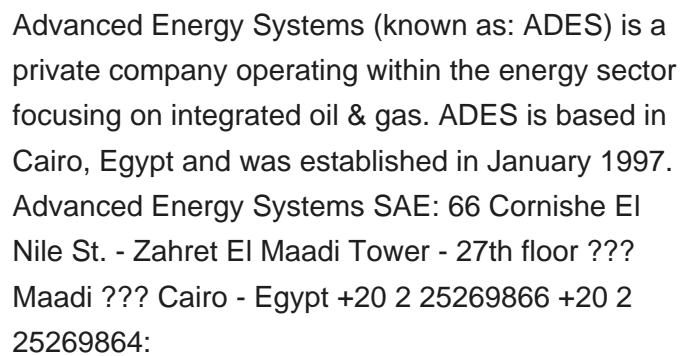 Advanced Energy Systems (known as: ADES) is a
private company operating within the energy sector
focusing on integrated oil & gas. ADES is based in
Cairo, Egypt and was established in January 1997.
Advanced Energy Systems SAE: 66 Cornishe El
Nile St. - Zahret El Maadi Tower - 27th floor ???
Maadi ??? Cairo - Egypt +20 2 25269866 +20 2
25269864: